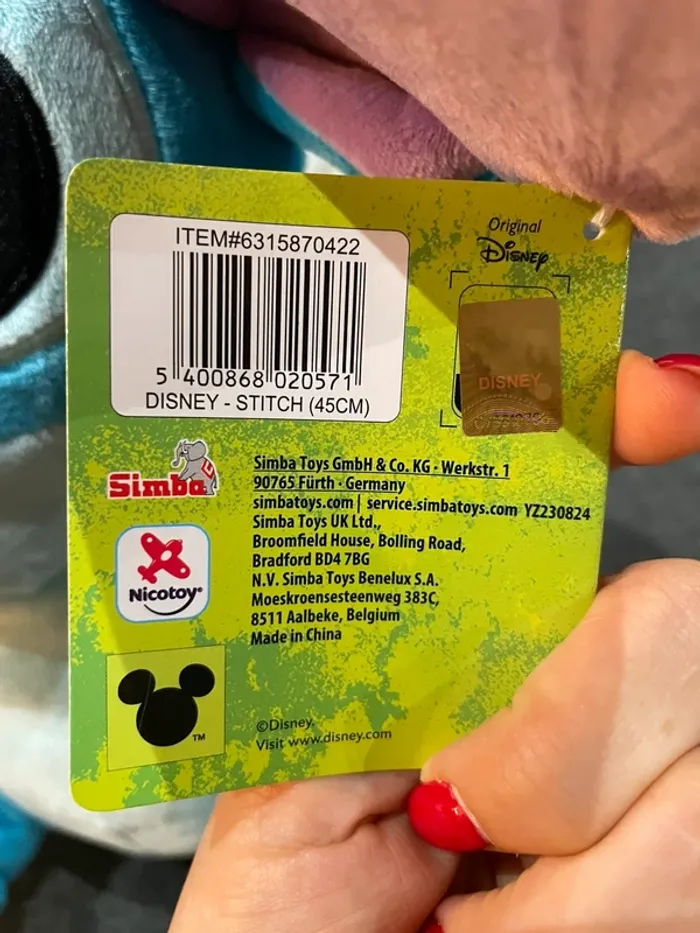 ITEM#6315870422
5 400868 020571
DISNEY - STITCH (45CM)
Original
Disney
DISNEY
Simba
Simba Toys GmbH & Co. KG · Werkstr. 1
90765 Fürth · Germany
simbatoys.com | service.simbatoys.com YZ230824
Simba Toys UK Ltd.,
Broomfield House, Bolling Road,
Bradford BD4 7BG
N.V. Simba Toys Benelux S.A.
Moeskroensesteenweg 383C,
8511 Aalbeke, Belgium
Made in China
Nicotoy®
TM
©Disney.
Visit www.disney.com